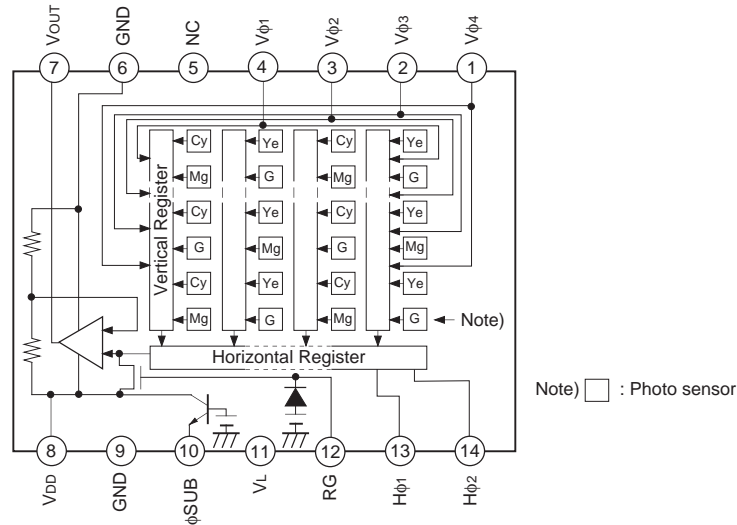 VOUT GND NC Vϕ1 Vϕ2 Vϕ3 Vϕ4
7 6 5 4 3 2 1
Vertical Register
Cy Ye Cy Ye
Mg G Mg G
Cy Ye Cy Ye
G Mg G Mg
Cy Ye Cy Ye
Mg G Mg G
Note)
Horizontal Register
Note) : Photo sensor
8 9 10 11 12 13 14
VDD GND ϕSUB VL RG Hϕ1 Hϕ2